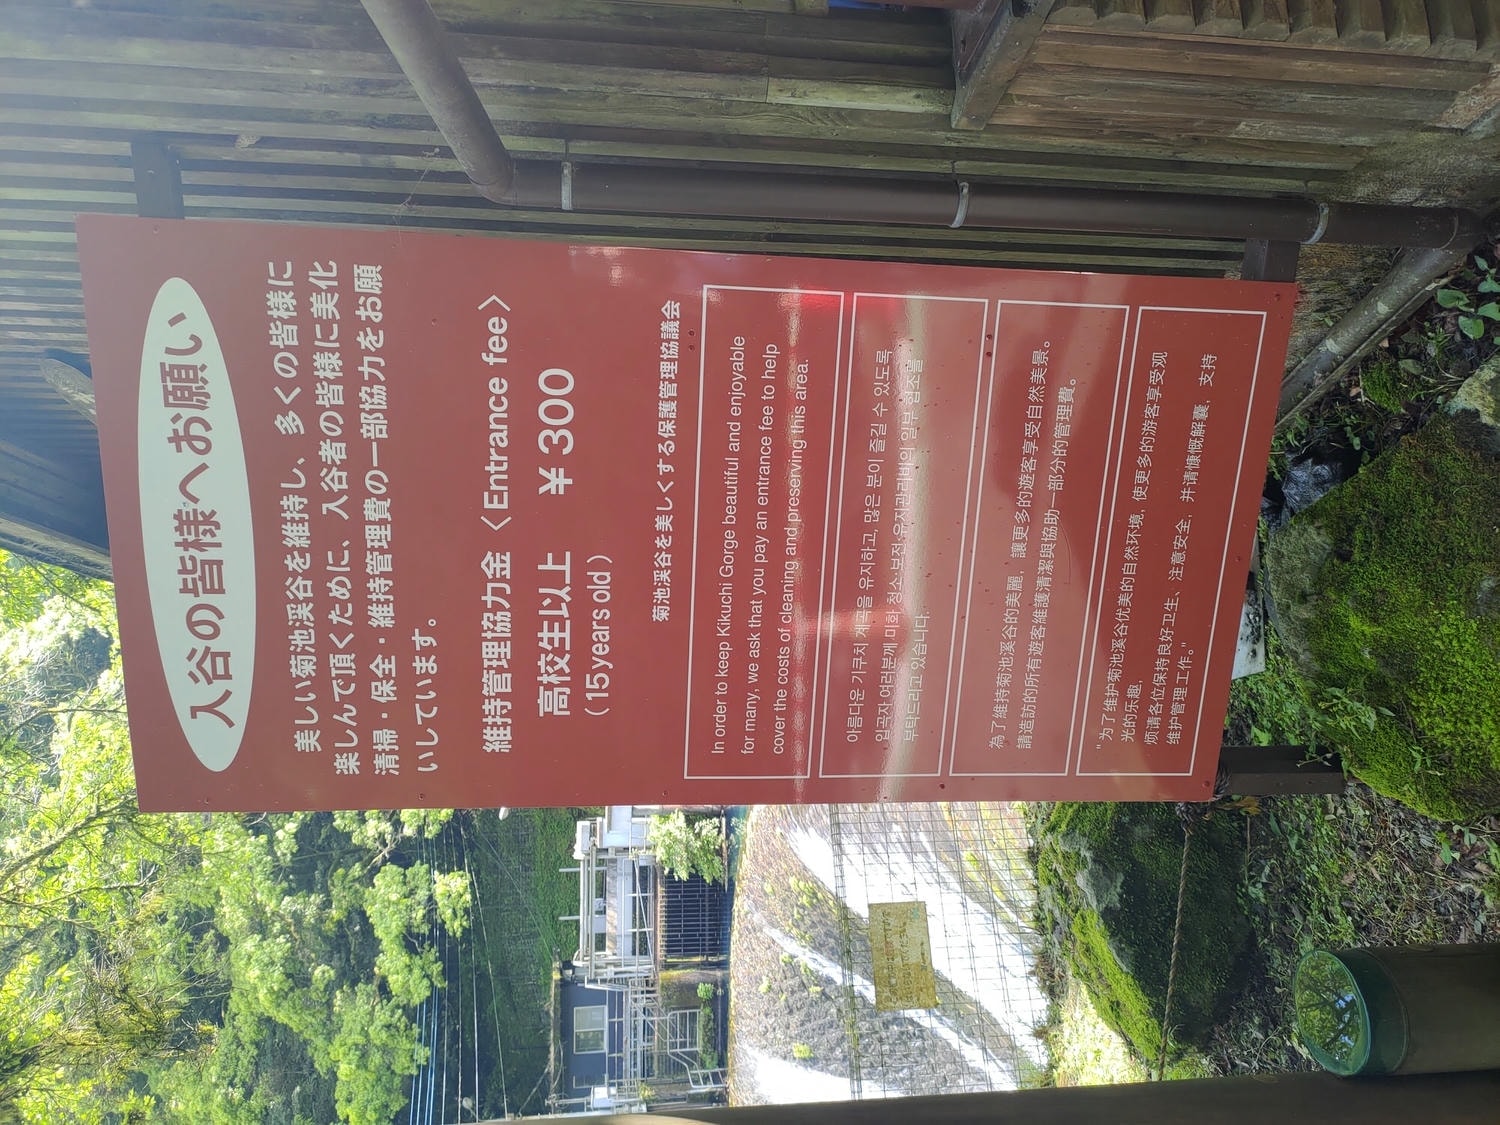 入谷の皆様へお願い
美しい菊池渓谷を維持し、多くの皆様に
楽しんで頂くために、入谷者の皆様に美化
清掃・保全・維持管理費の一部協力をお願
いしています。
維持管理協力金〈Entrance fee〉
高校生以上 ￥300
（15years old）
菊池渓谷を美しくする保護管理協議会
In order to keep Kikuchi Gorge beautiful and enjoyable
for many, we ask that you pay an entrance fee to help
cover the costs of cleaning and preserving this area.
아름다운 기쿠치 계곡을 유지하고, 많은 분이 즐길 수 있도록
입곡자 여러분께 미화 청소·보전·유지관리비의 일부 협조를
부탁드리고 있습니다.
為了維持菊池溪谷的美麗，讓更多的遊客享受自然美景。
請造訪的所有遊客維護清潔與協助一部分的管理費。
"为了维护菊池溪谷优美的自然环境，使更多的游客享受观
光的乐趣，
烦请各位保持良好卫生、注意安全，并请慷慨解囊，支持
维护管理工作。"